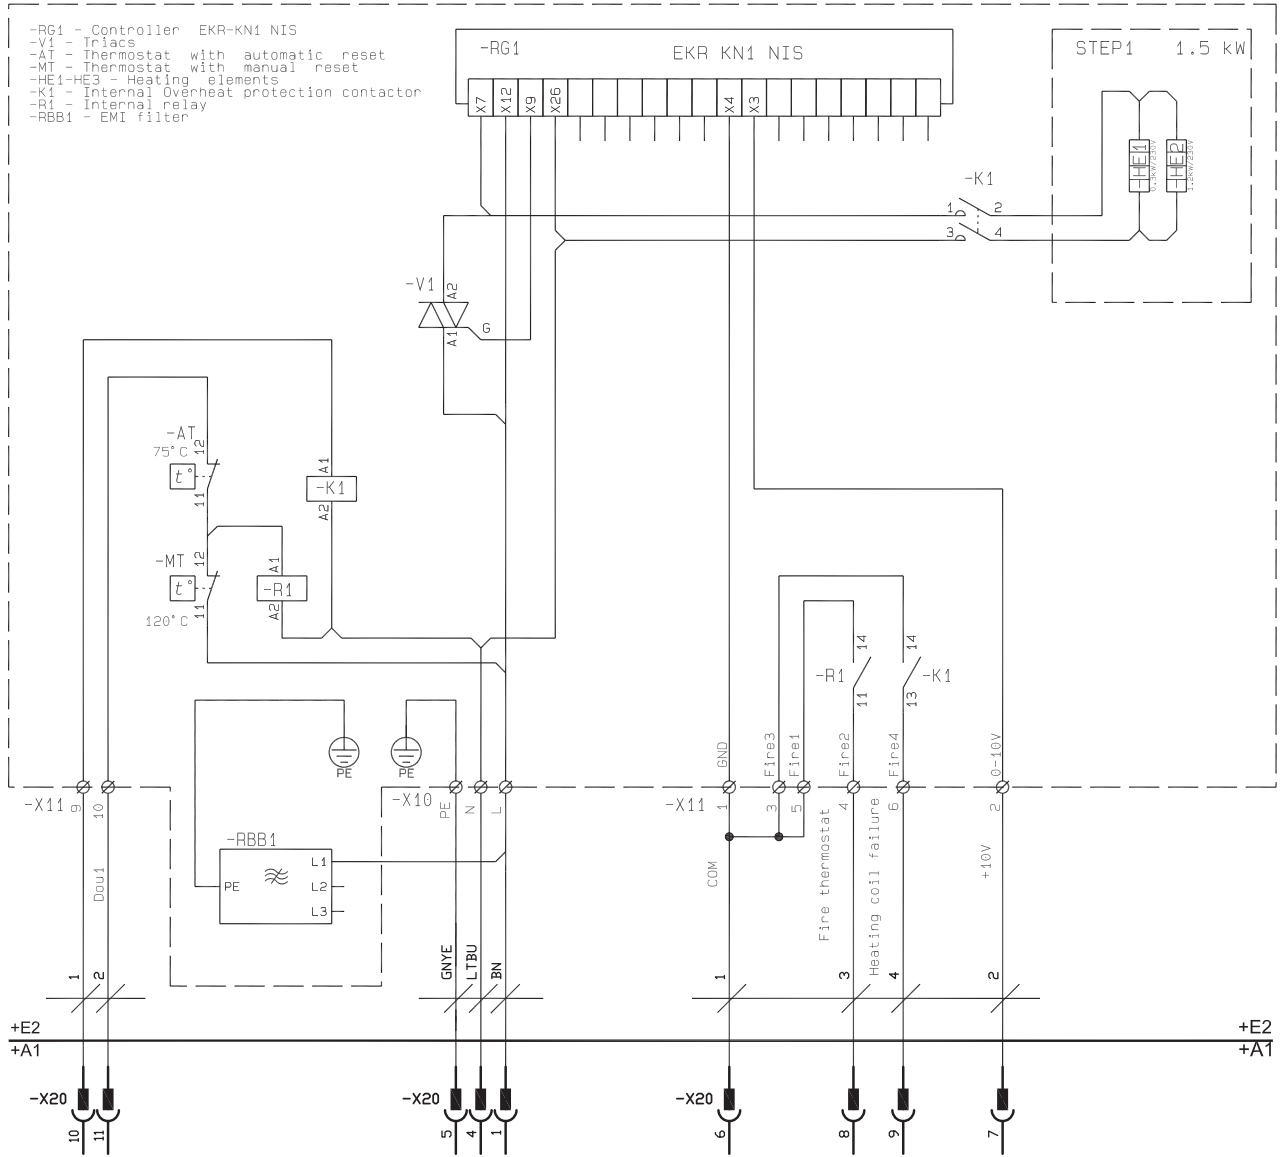 -RG1 - Controller EKR-KN1 NIS
-V1 - Triacs
-AT - Thermostat with automatic reset
-MT - Thermostat with manual reset
-HE1-HE3 - Heating elements
-K1 - Internal Overheat protection contactor
-R1 - Internal relay
-RBB1 - EMI filter
-RG1
EKR KN1 NIS
X7 X12 X9 X26 X4 X3
STEP1 1.5 kW
-HE1
0.3kW/230V
-HE2
1.2kW/230V
-K1
1 2
3 4
-V1
A2
A1
G
-AT
75°C
12
t°
11
-K1
A1
A2
-MT
12
t°
11
120°C
-R1
A1
A2
-R1
14
11
-K1
14
13
PE
PE
GND
Fire3
Fire1
Fire2
Fire4
0-10V
-X11
9 10
-X10
PE N L
-X11
1 3 5 4 6 2
-RBB1
PE
L1
L2
L3
Dou1
COM
Fire thermostat
Heating coil failure
+10V
1 2
GNYE LTBU BN
1 3 4 2
+E2 +E2
+A1 +A1
-X20
10 11
-X20
5 4 1
-X20
6 8 9 7